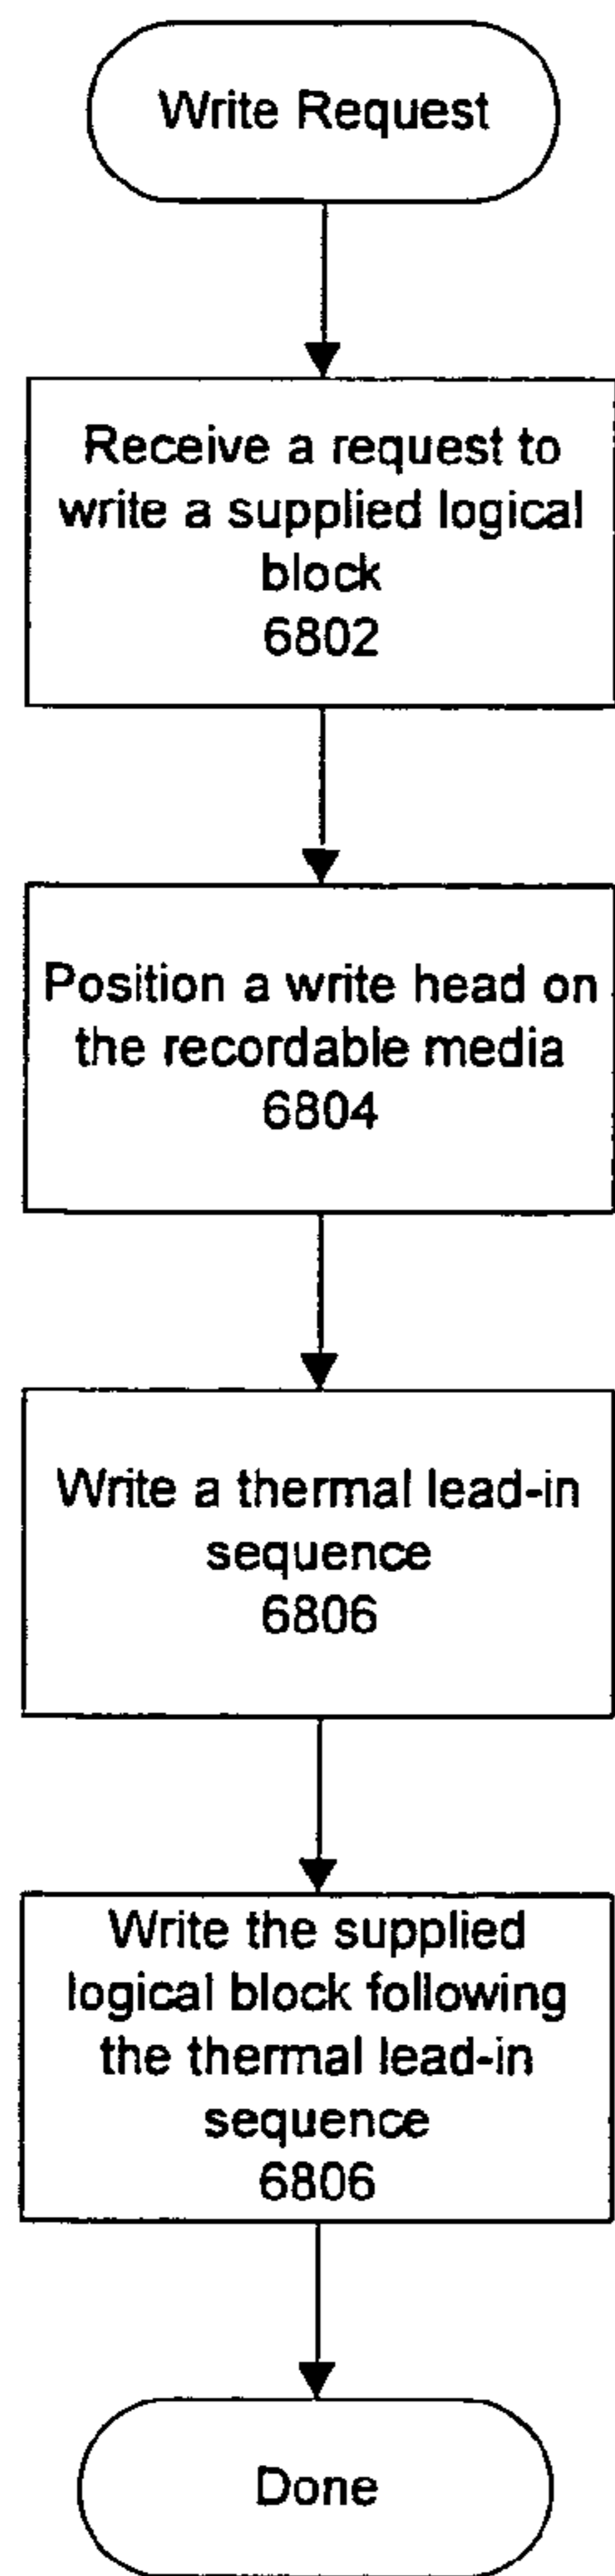 Write Request
Receive a request to
write a supplied logical
block
6802
Position a write head on
the recordable media
6804
Write a thermal lead-in
sequence
6806
Write the supplied
logical block following
the thermal lead-in
sequence
6806
Done